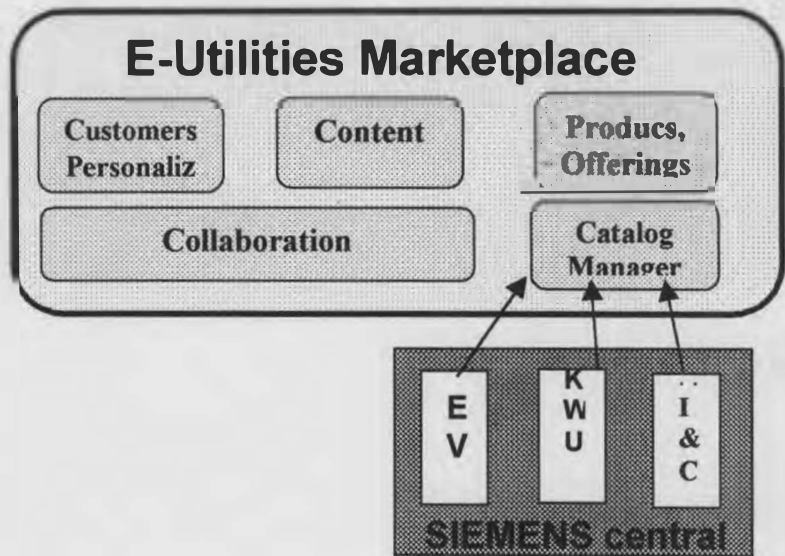 E-Utilities Marketplace
Customers
Personaliz
Content
Producs,
Offerings
Collaboration
Catalog
Manager
E
V
K
W
U
I
&
C
SIEMENS central